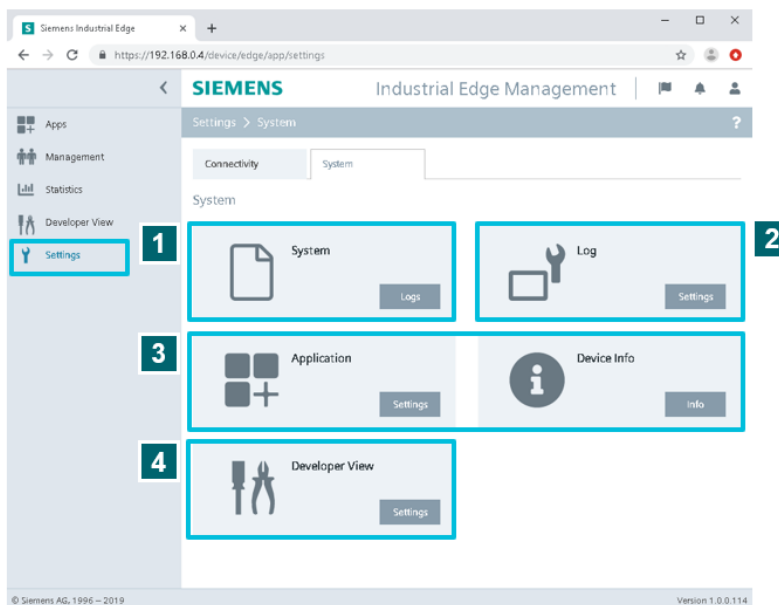 Siemens Industrial Edge
https://192.168.0.4/device/edge/app/settings
SIEMENS
Industrial Edge Management
Apps
Management
Statistics
Developer View
Settings
Settings > System
?
Connectivity
System
System
1
System
Logs
2
Log
Settings
3
Application
Settings
Device Info
Info
4
Developer View
Settings
© Siemens AG, 1996 – 2019
Version 1.0.0.114